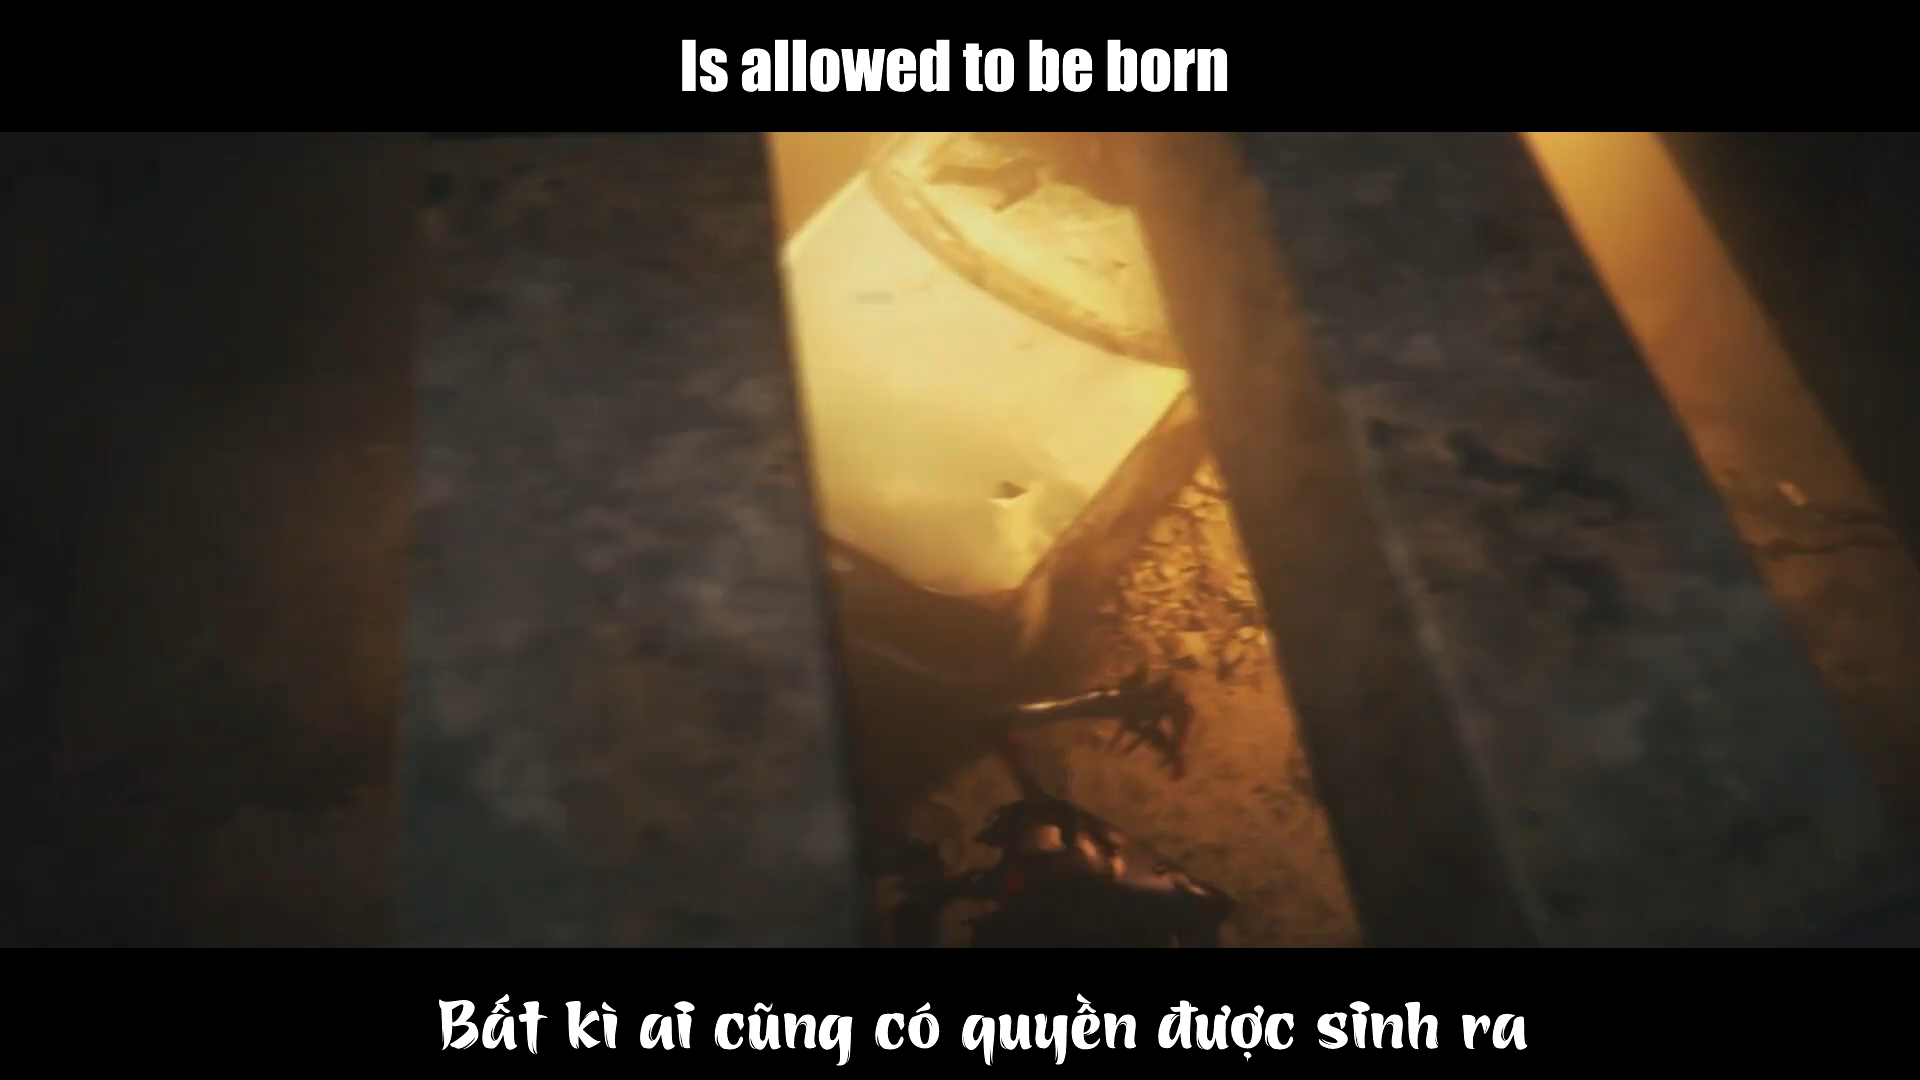 Is allowed to be born
Bất kì ai cũng có quyền được sinh ra